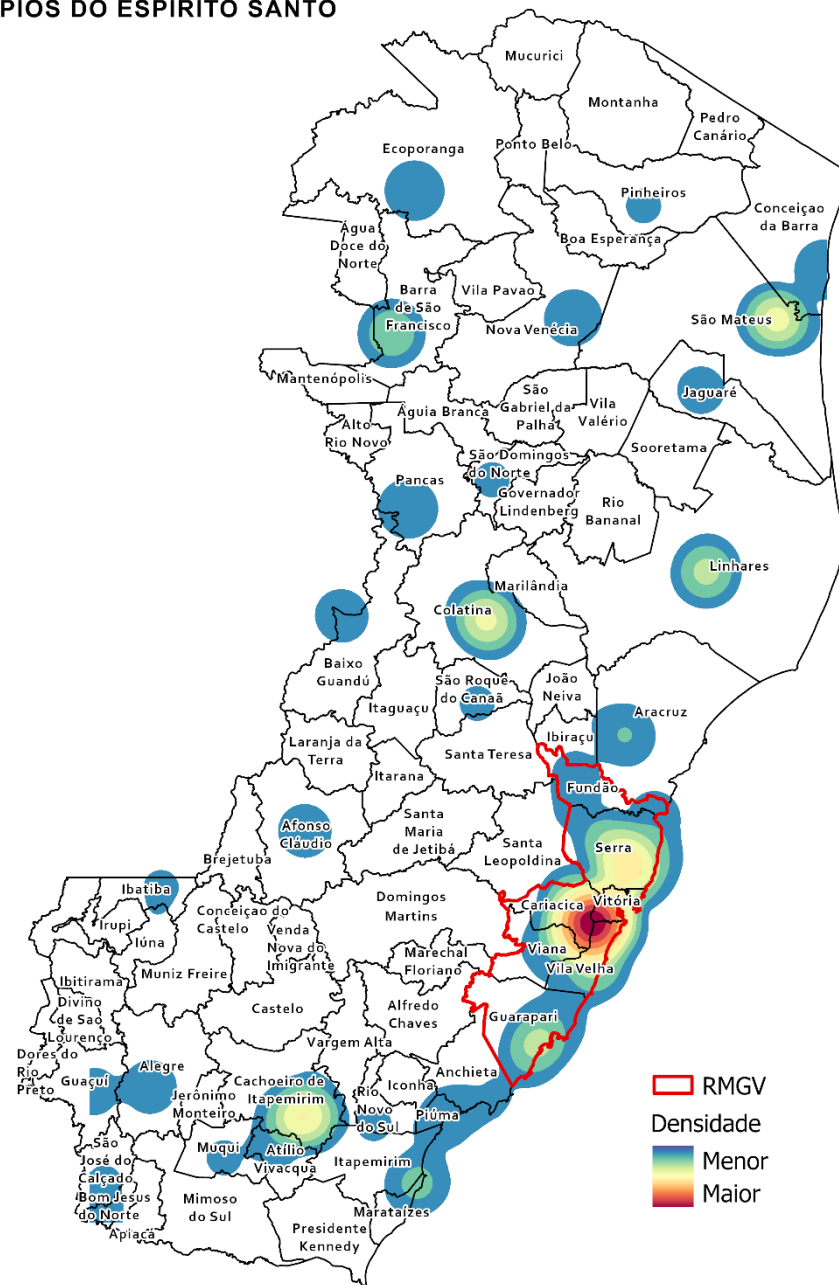 PIOS DO ESPIRITO SANTO
Mucurici
Montanha
Pedro
Canário
Ecoporanga
Ponto Belo
Pinheiros
Conceiçao
da Barra
Água
Doce do
Norte
Boa Esperança
Barra
de São
Francisco
Vila Pavao
Nova Venécia
São Mateus
Mantenópolis
Águia Branca
São
Gabriel da
Palha
Vila
Valério
Jaguaré
Alto
Rio Novo
Sooretama
São Domingos
do Norte
Pancas
Governador
Lindenberg
Rio
Bananal
Linhares
Marilândia
Colatina
Baixo
Guandú
São Roque
do Canaã
João
Neiva
Itaguaçu
Aracruz
Laranja da
Terra
Ibiraçu
Santa Teresa
Itarana
Fundão
Afonso
Cláudio
Santa
Maria
de Jetibá
Serra
Santa
Leopoldina
Brejetuba
Ibatiba
Domingos
Martins
Cariacica
Vitória
Conceiçao do
Castelo
Irupi
Iúna
Venda
Nova do
Imigrante
Viana
Marechal
Floriano
Vila Velha
Muniz Freire
Ibitirama
Divino
de Sao
Lourenço
Castelo
Alfredo
Chaves
Guarapari
Vargem Alta
Dores do
Rio
Preto
Guaçuí
Alegre
Anchieta
Cachoeiro de
Itapemirim
Iconha
Jerônimo
Monteiro
Rio
Novo
do Sul
Piúma
São
José do
Calçado
Muqui
Atílio
Vivacqua
Itapemirim
Bom Jesus
do Norte
Mimoso
do Sul
Marataízes
Apiacá
Presidente
Kennedy
RMGV
Densidade
Menor
Maior